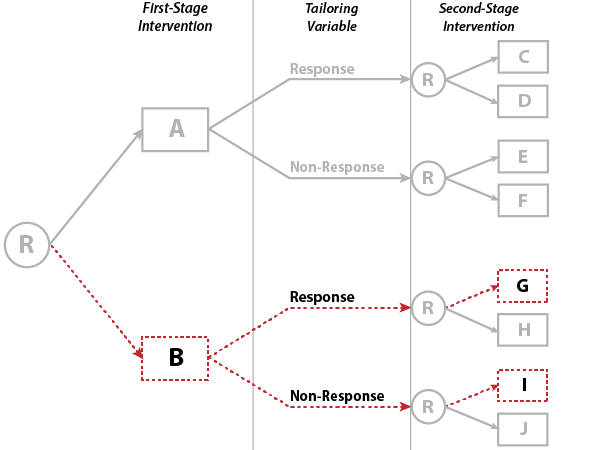 First-Stage
Intervention
Tailoring
Variable
Second-Stage
Intervention
Response
R
C
D
A
Non-Response
R
E
F
R
Response
R
G
H
B
Non-Response
R
I
J